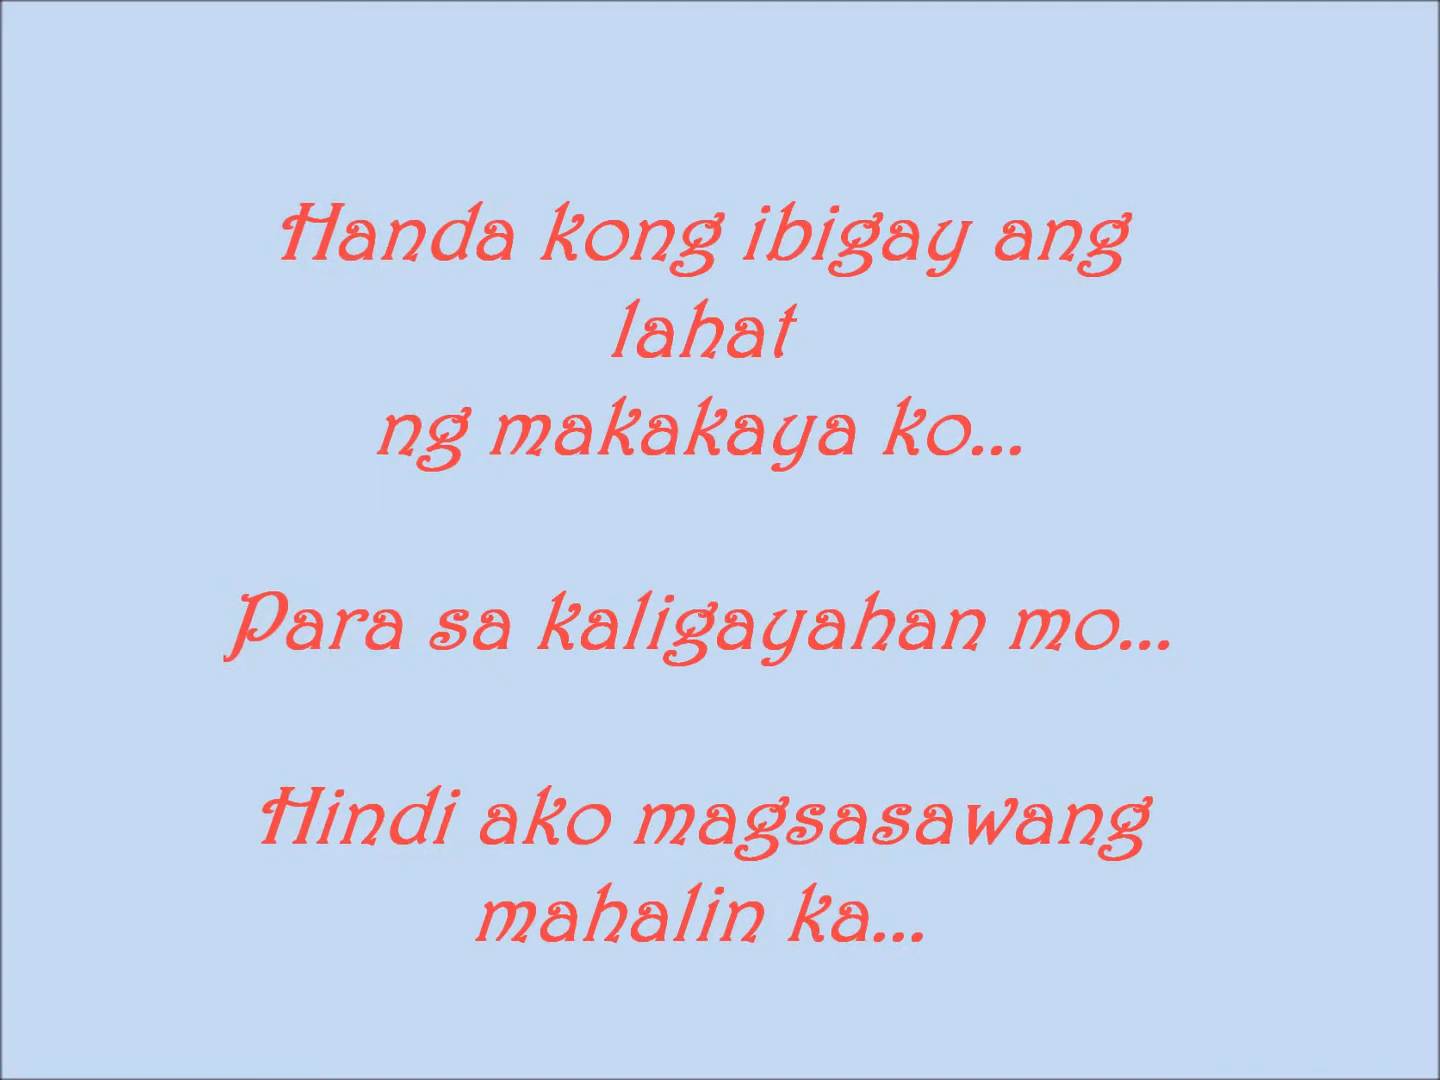 Handa kong ibigay ang
lahat
ng makakaya ko...
Para sa kaligayahan mo...
Hindi ako magsasawang
mahalin ka...